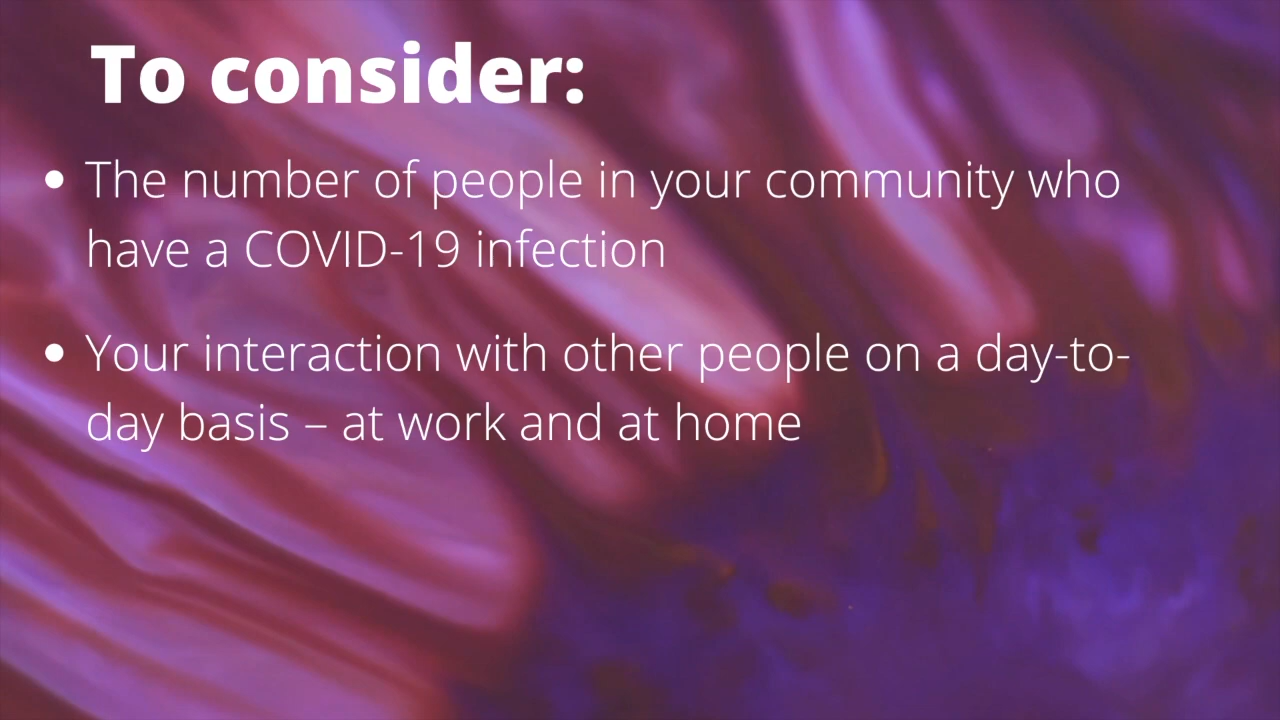 To consider:
• The number of people in your community who
have a COVID-19 infection
• Your interaction with other people on a day-to-
day basis – at work and at home